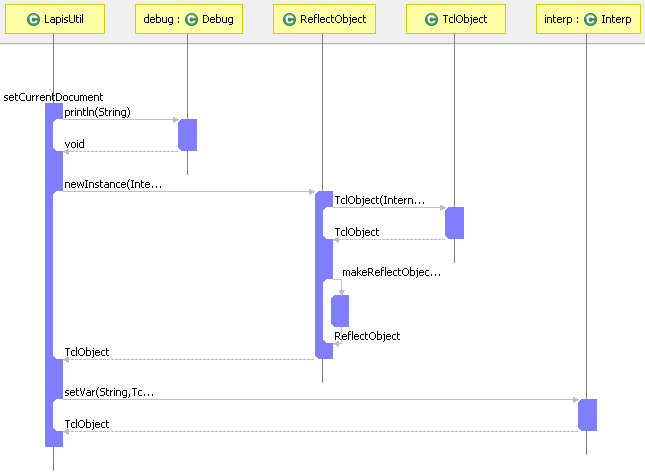 LapisUtil
debug : Debug
ReflectObject
TclObject
interp : Interp
setCurrentDocument
println(String)
void
newInstance(Inte...
TclObject(Intern...
TclObject
makeReflectObjec...
ReflectObject
TclObject
setVar(String,Tc...
TclObject